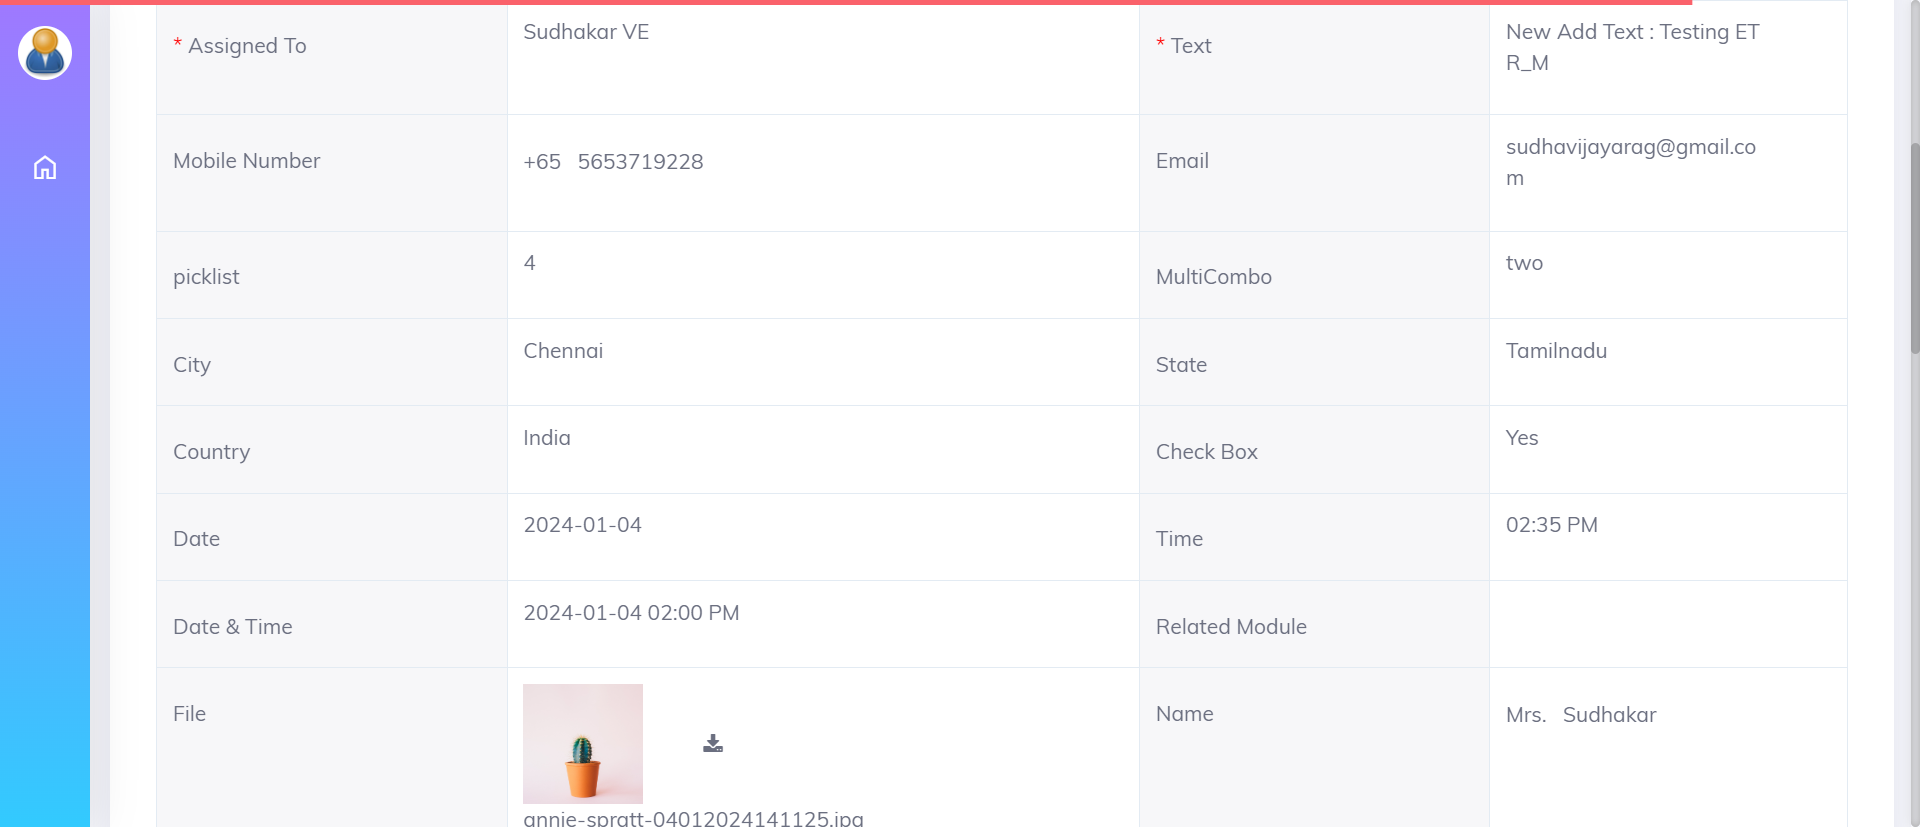 * Assigned To
Sudhakar VE
* Text
New Add Text : Testing ET
R_M
Mobile Number
+65 5653719228
Email
sudhavijayarag@gmail.co
m
picklist
4
MultiCombo
two
City
Chennai
State
Tamilnadu
Country
India
Check Box
Yes
Date
2024-01-04
Time
02:35 PM
Date & Time
2024-01-04 02:00 PM
Related Module
File
Name
Mrs. Sudhakar
annie-spratt-04012024141125.jpg